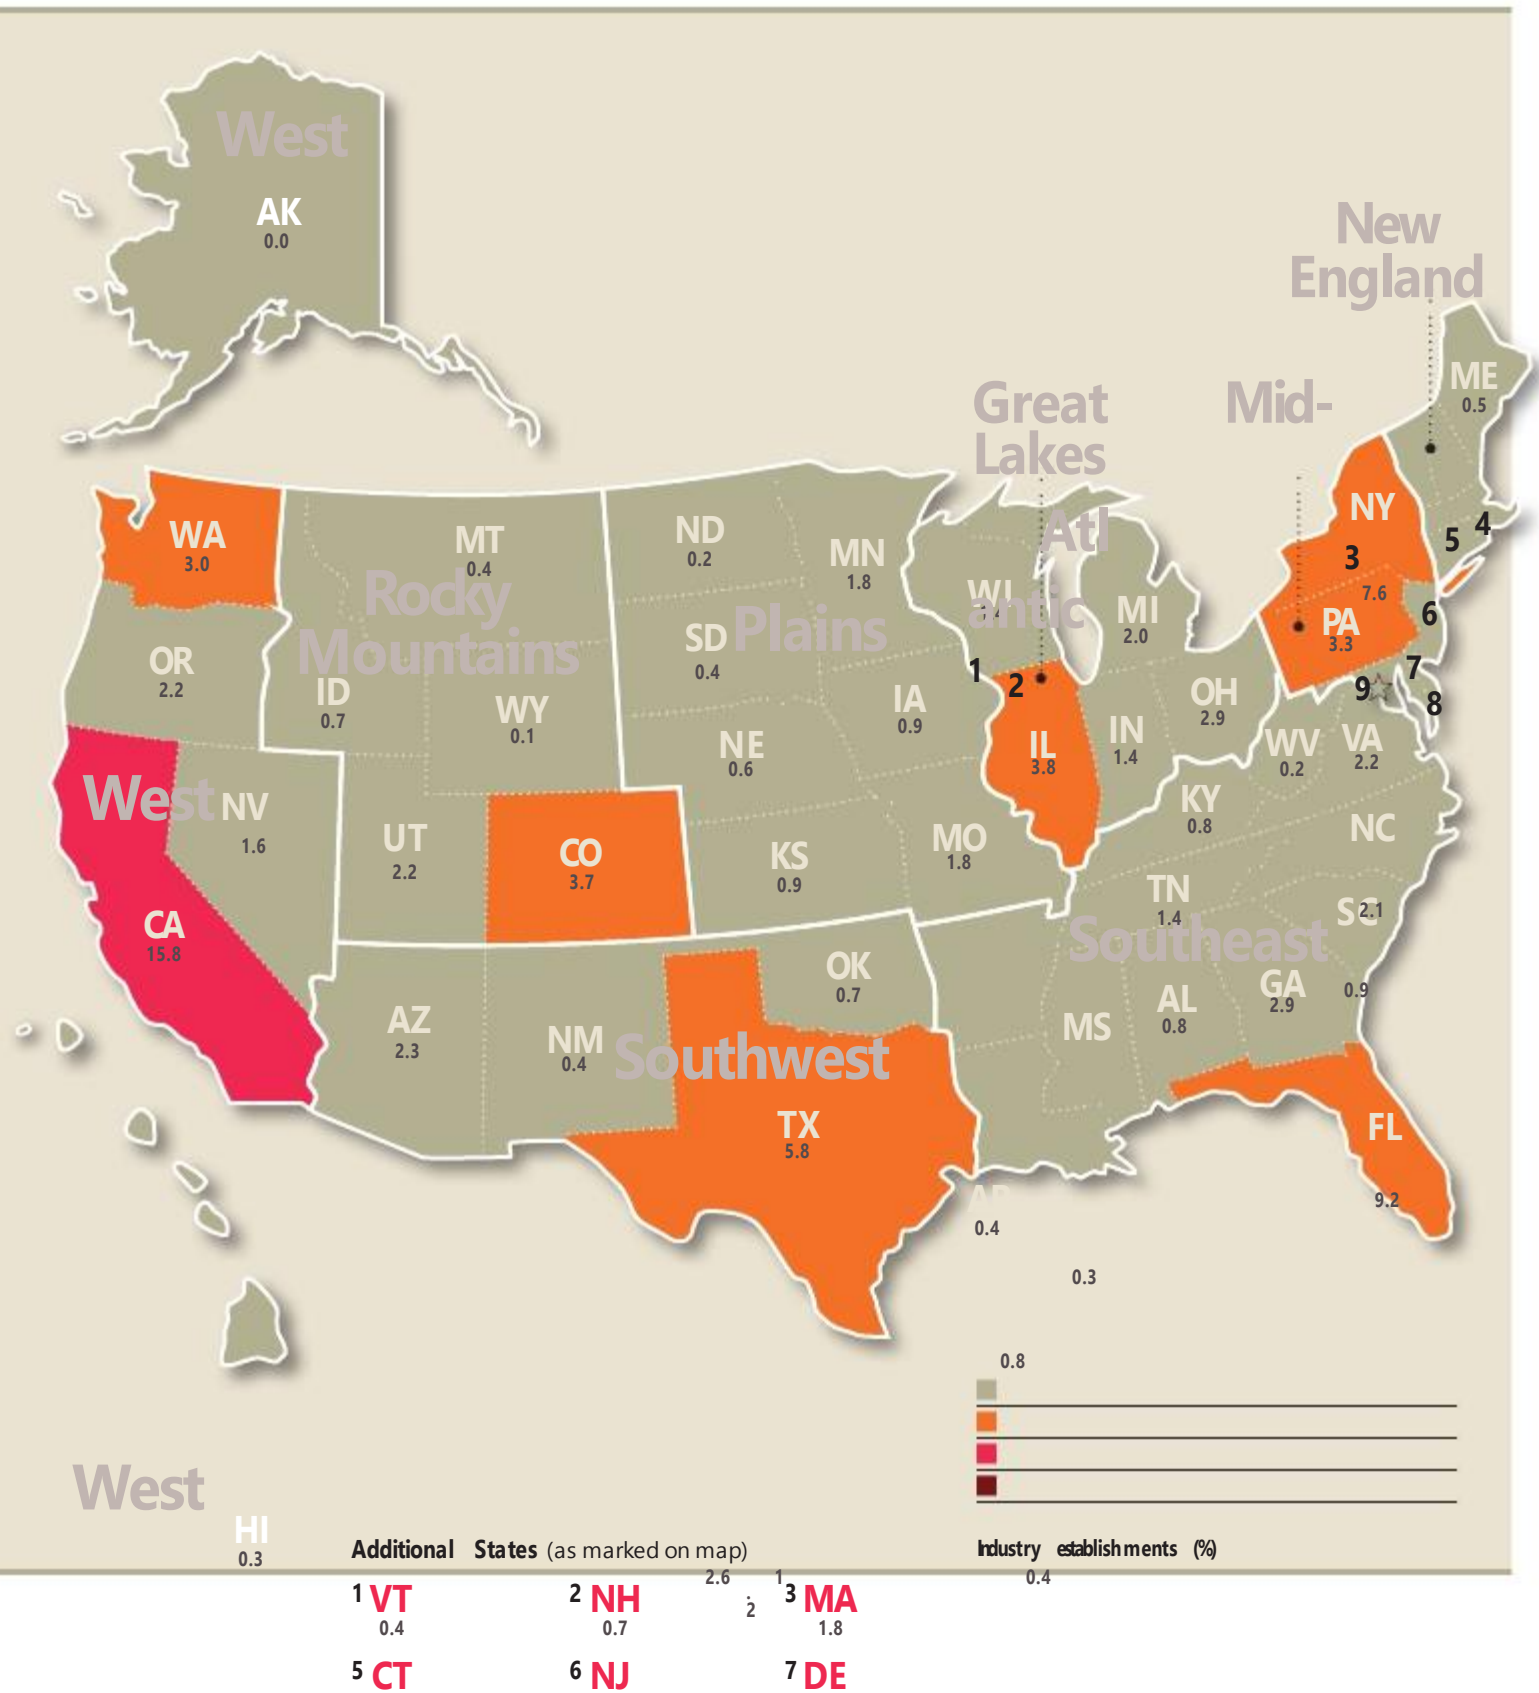 West
AK
0.0
New
England
ME
0.5
Great
Lakes
Mid-
Atl
antic
WA
3.0
MT
0.4
ND
0.2
MN
1.8
WI
1.4
MI
2.0
NY
7.6
3
4
5
Rocky
Mountains
Plains
OR
2.2
ID
0.7
WY
0.1
SD
0.4
IA
0.9
1
2
PA
3.3
6
7
8
9
OH
2.9
NE
0.6
IL
3.8
IN
1.4
WV
0.2
VA
2.2
West
NV
1.6
UT
2.2
CO
3.7
KS
0.9
MO
1.8
KY
0.8
NC
2.1
CA
15.8
TN
1.4
SC
0.9
Southeast
AZ
2.3
NM
0.4
OK
0.7
Southwest
MS
AL
0.8
GA
2.9
TX
5.8
FL
9.2
AR
0.4
0.3
0.8
West
HI
0.3
Additional States (as marked on map)
Industry establishments (%)
2.6
1
.
2
0.4
1 VT
0.4
2 NH
0.7
3 MA
1.8
5 CT
6 NJ
7 DE